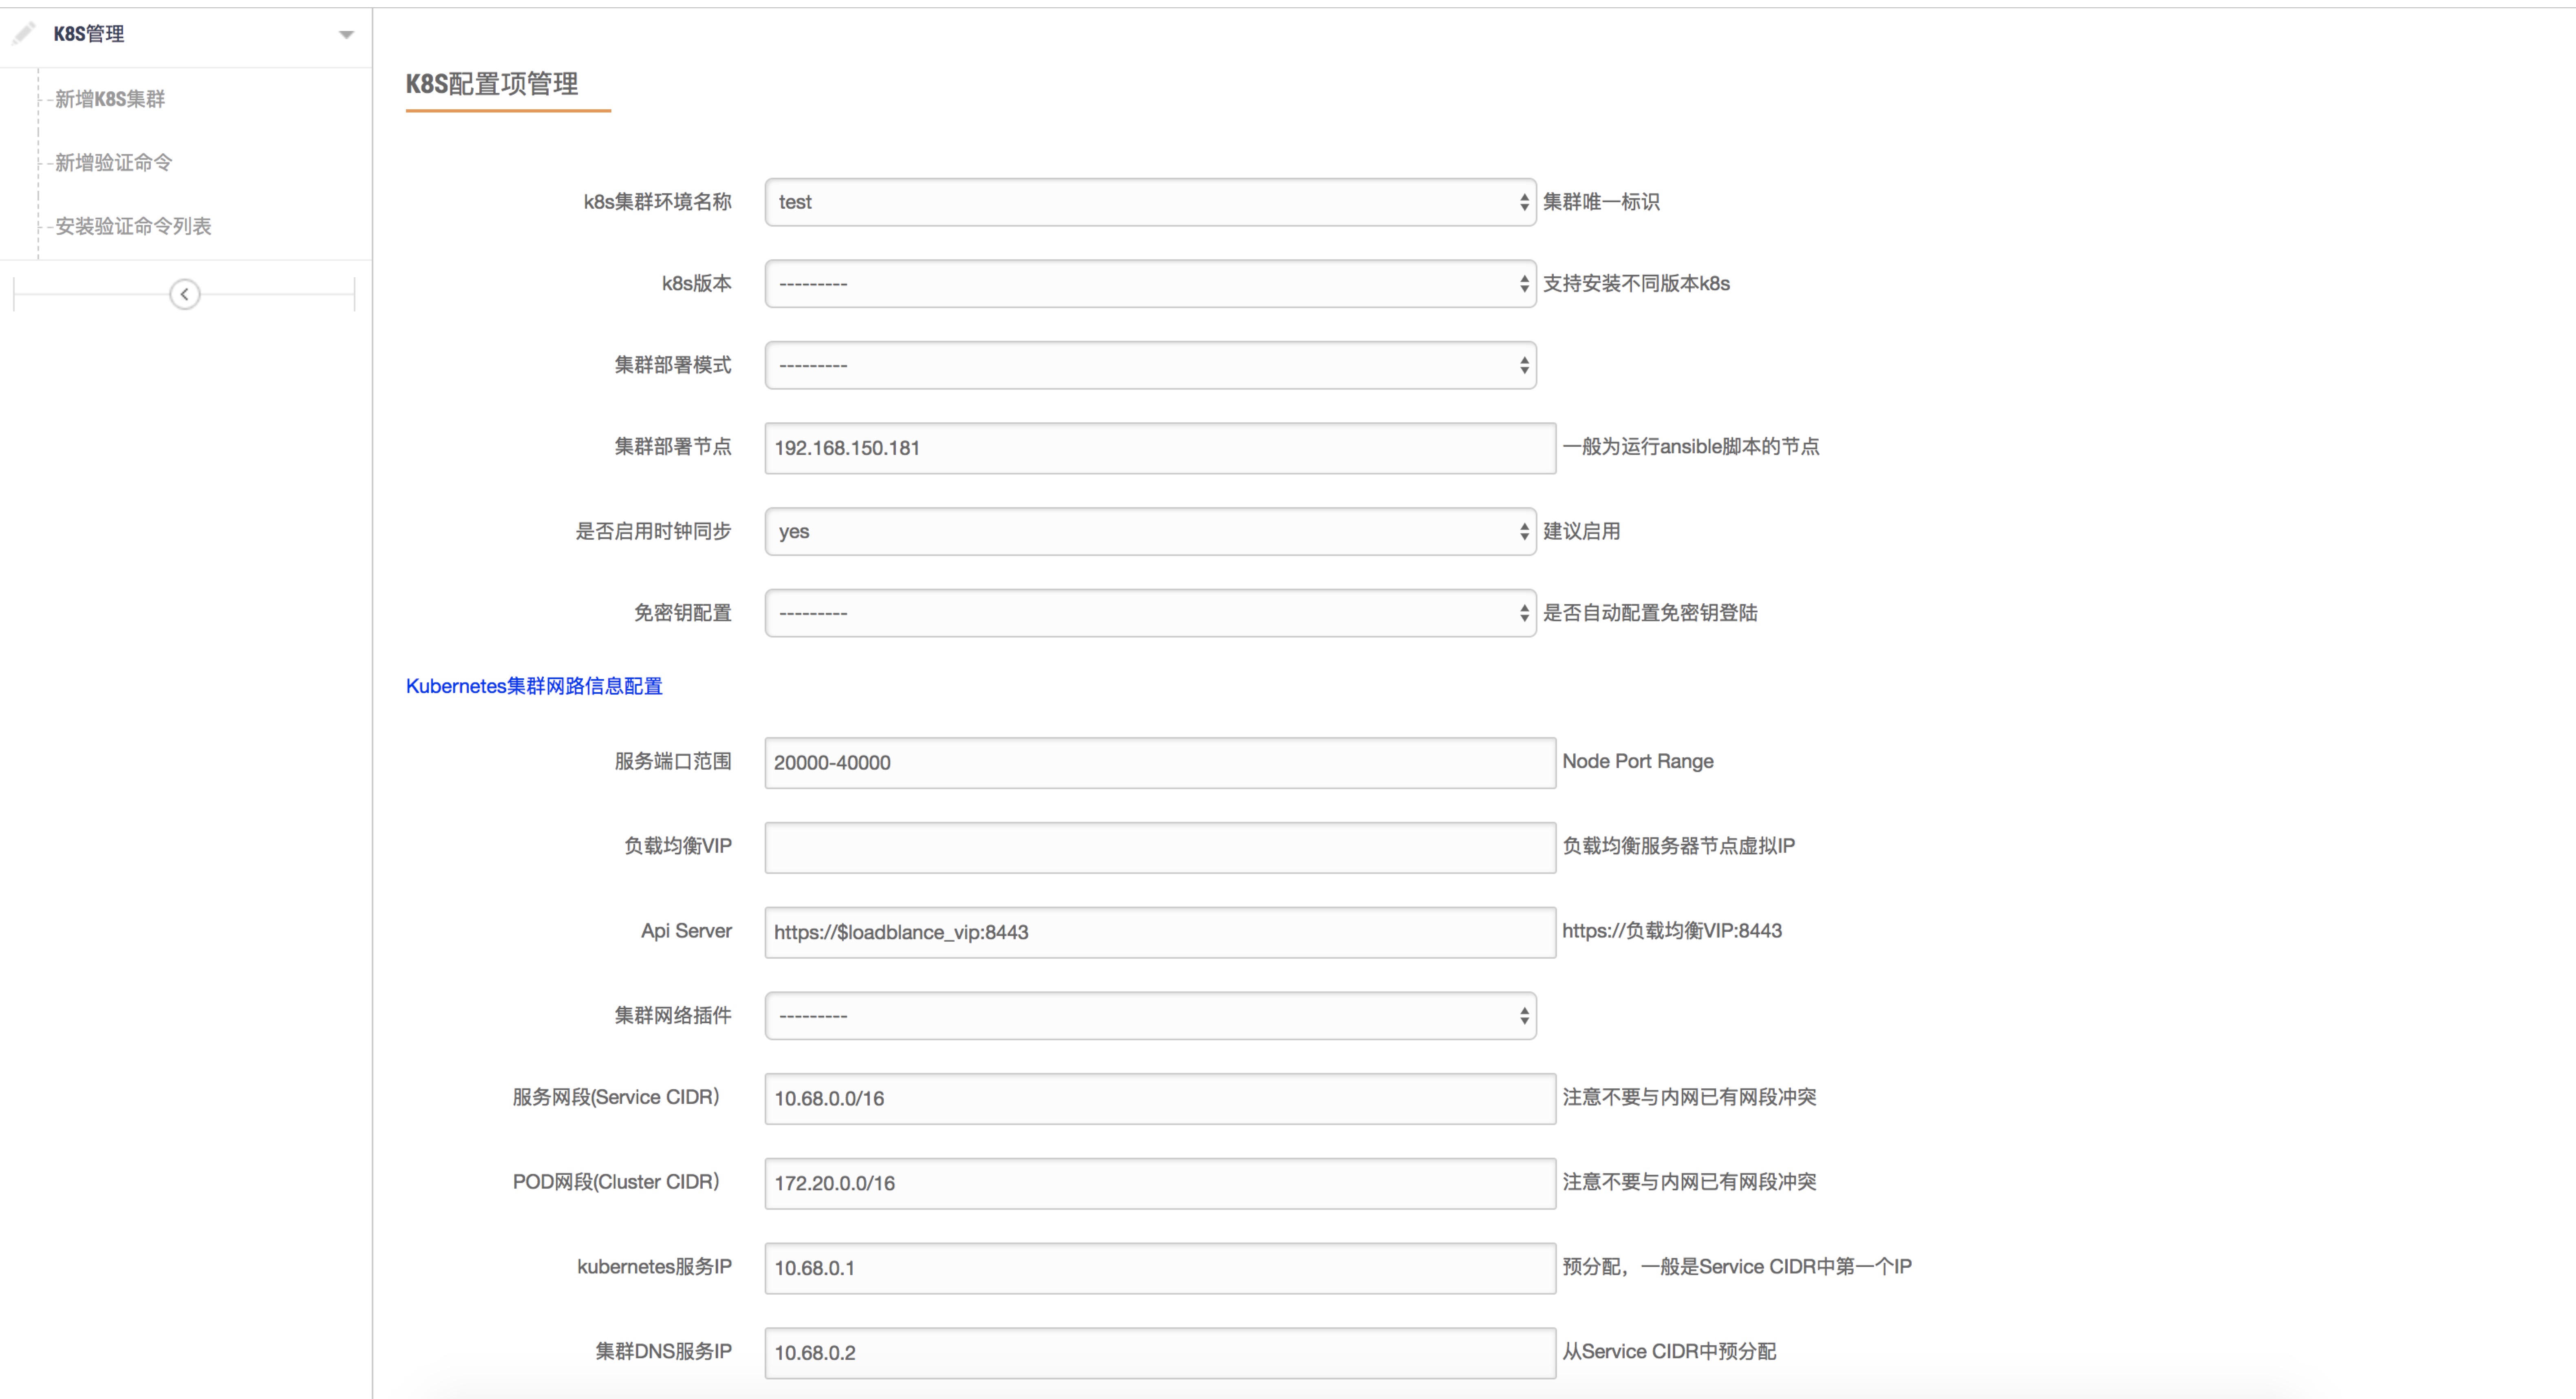 K8S管理
新增K8S集群
新增验证命令
安装验证命令列表
K8S配置项管理
k8s集群环境名称 test 集群唯一标识
k8s版本 --------- 支持安装不同版本k8s
集群部署模式 ---------
集群部署节点 192.168.150.181 一般为运行ansible脚本的节点
是否启用时钟同步 yes 建议启用
免密钥配置 --------- 是否自动配置免密钥登陆
Kubernetes集群网路信息配置
服务端口范围 20000-40000 Node Port Range
负载均衡VIP 负载均衡服务器节点虚拟IP
Api Server https://$loadblance_vip:8443 https://负载均衡VIP:8443
集群网络插件 ---------
服务网段(Service CIDR） 10.68.0.0/16 注意不要与内网已有网段冲突
POD网段(Cluster CIDR） 172.20.0.0/16 注意不要与内网已有网段冲突
kubernetes服务IP 10.68.0.1 预分配，一般是Service CIDR中第一个IP
集群DNS服务IP 10.68.0.2 从Service CIDR中预分配